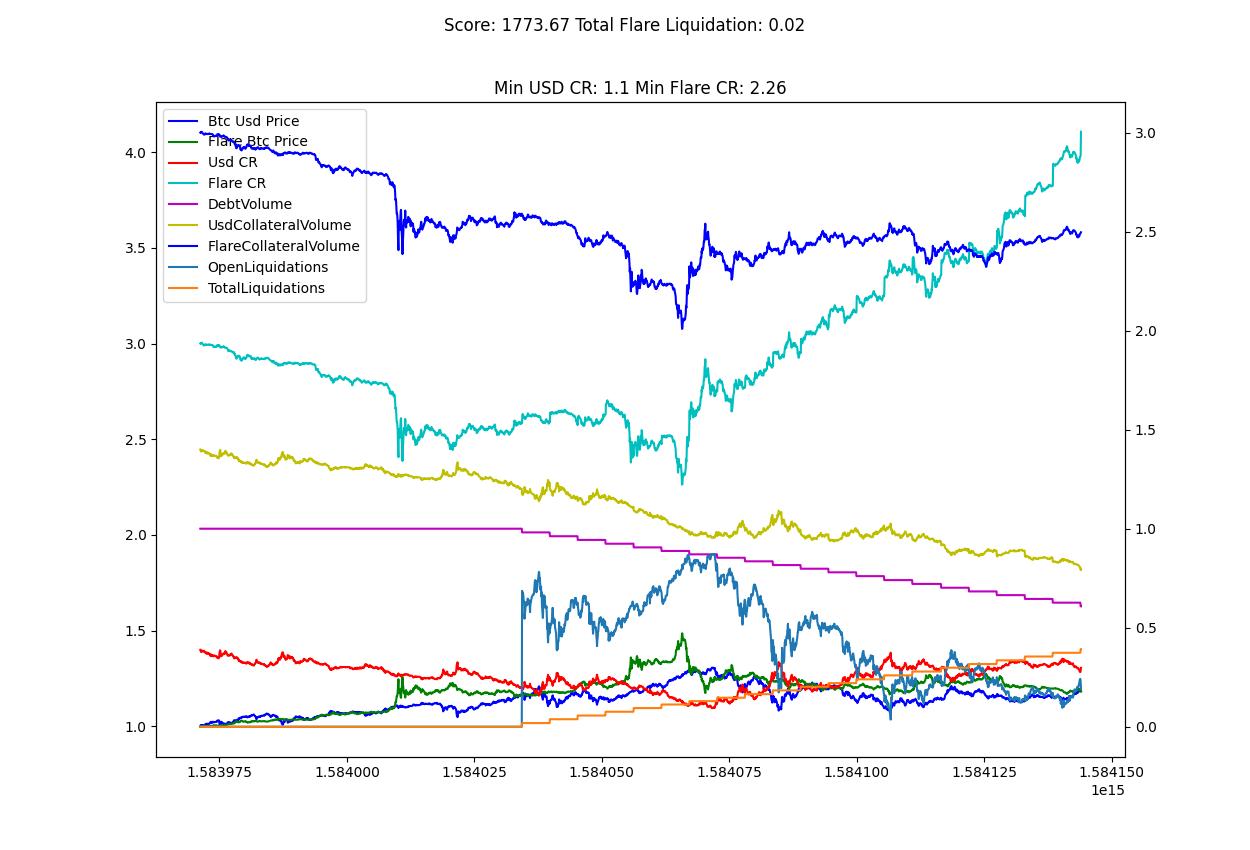 Score: 1773.67 Total Flare Liquidation: 0.02
Min USD CR: 1.1 Min Flare CR: 2.26
Btc Usd Price
Flare Btc Price
Usd CR
Flare CR
DebtVolume
UsdCollateralVolume
FlareCollateralVolume
OpenLiquidations
TotalLiquidations
4.0
3.5
3.0
2.5
2.0
1.5
1.0
3.0
2.5
2.0
1.5
1.0
0.5
0.0
1.583975 1.584000 1.584025 1.584050 1.584075 1.584100 1.584125 1.584150
1e15